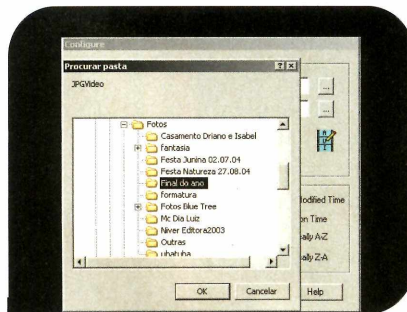 Configure
Procurar pasta
JPGVideo
Fotos
Casamento Driano e Isabel
fantasia
Festa Junina 02.07.04
Festa Natureza 27.08.04
Final do ano
formatura
Fotos Blue Tree
Mc Dia Luiz
Niver Editora2003
Outras
ubatuba
...
...
Modified Time
on Time
ally A-Z
ally Z-A
OK
Cancelar
Help